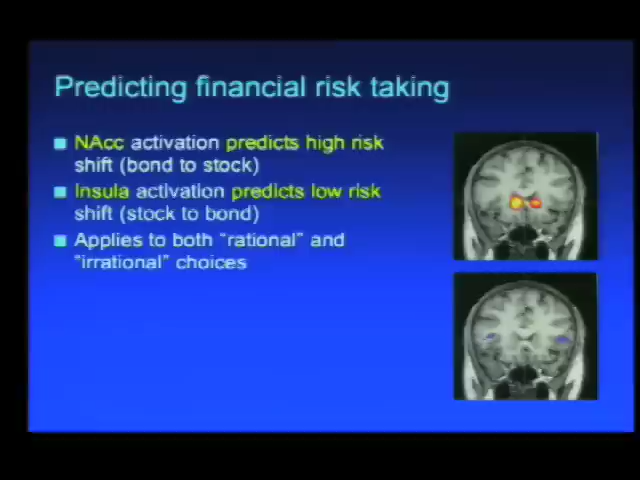 Predicting financial risk taking
NAcc activation predicts high risk
shift (bond to stock)
Insula activation predicts low risk
shift (stock to bond)
Applies to both “rational” and
“irrational” choices